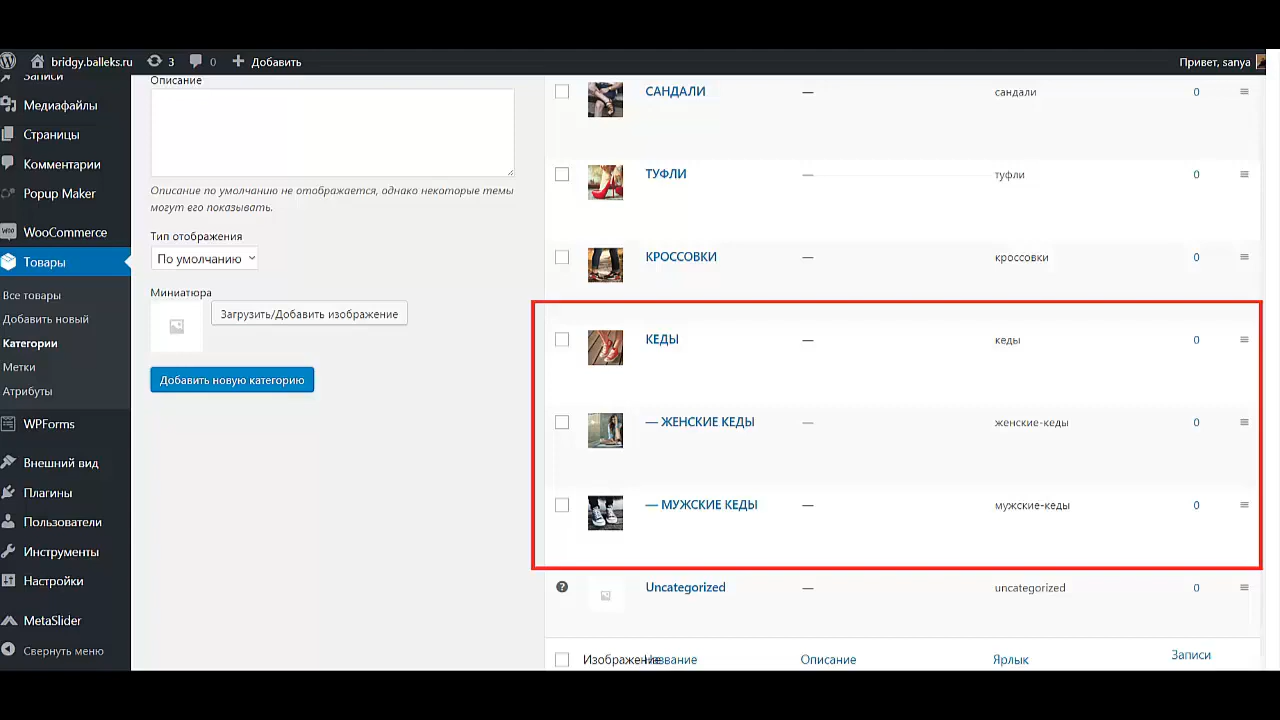 bridgy.balleks.ru 3 0 Добавить Привет, sanya
Записи
Медиафайлы
Страницы
Комментарии
Popup Maker
WooCommerce
Товары
Все товары
Добавить новый
Категории
Метки
Атрибуты
WPForms
Внешний вид
Плагины
Пользователи
Инструменты
Настройки
MetaSlider
Свернуть меню
Описание
Описание по умолчанию не отображается, однако некоторые темы
могут его показывать.
Тип отображения
По умолчанию
Миниатюра
Загрузить/Добавить изображение
Добавить новую категорию
САНДАЛИ — сандали 0
ТУФЛИ — туфли 0
КРОССОВКИ — кроссовки 0
КЕДЫ — кеды 0
— ЖЕНСКИЕ КЕДЫ — женские-кеды 0
— МУЖСКИЕ КЕДЫ — мужские-кеды 0
Uncategorized — uncategorized 0
Изображение Название Описание Ярлык Записи